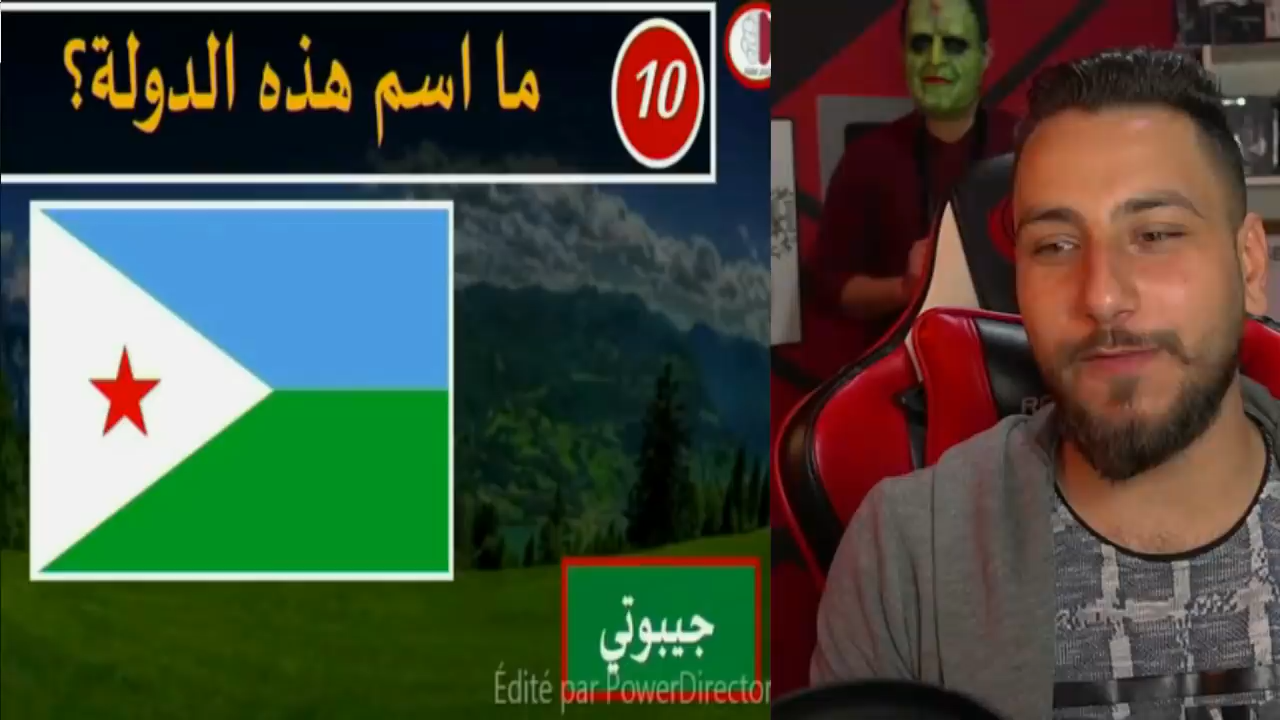 ما اسم هذه الدولة؟
10
جيبوتي
Édité par PowerDirector